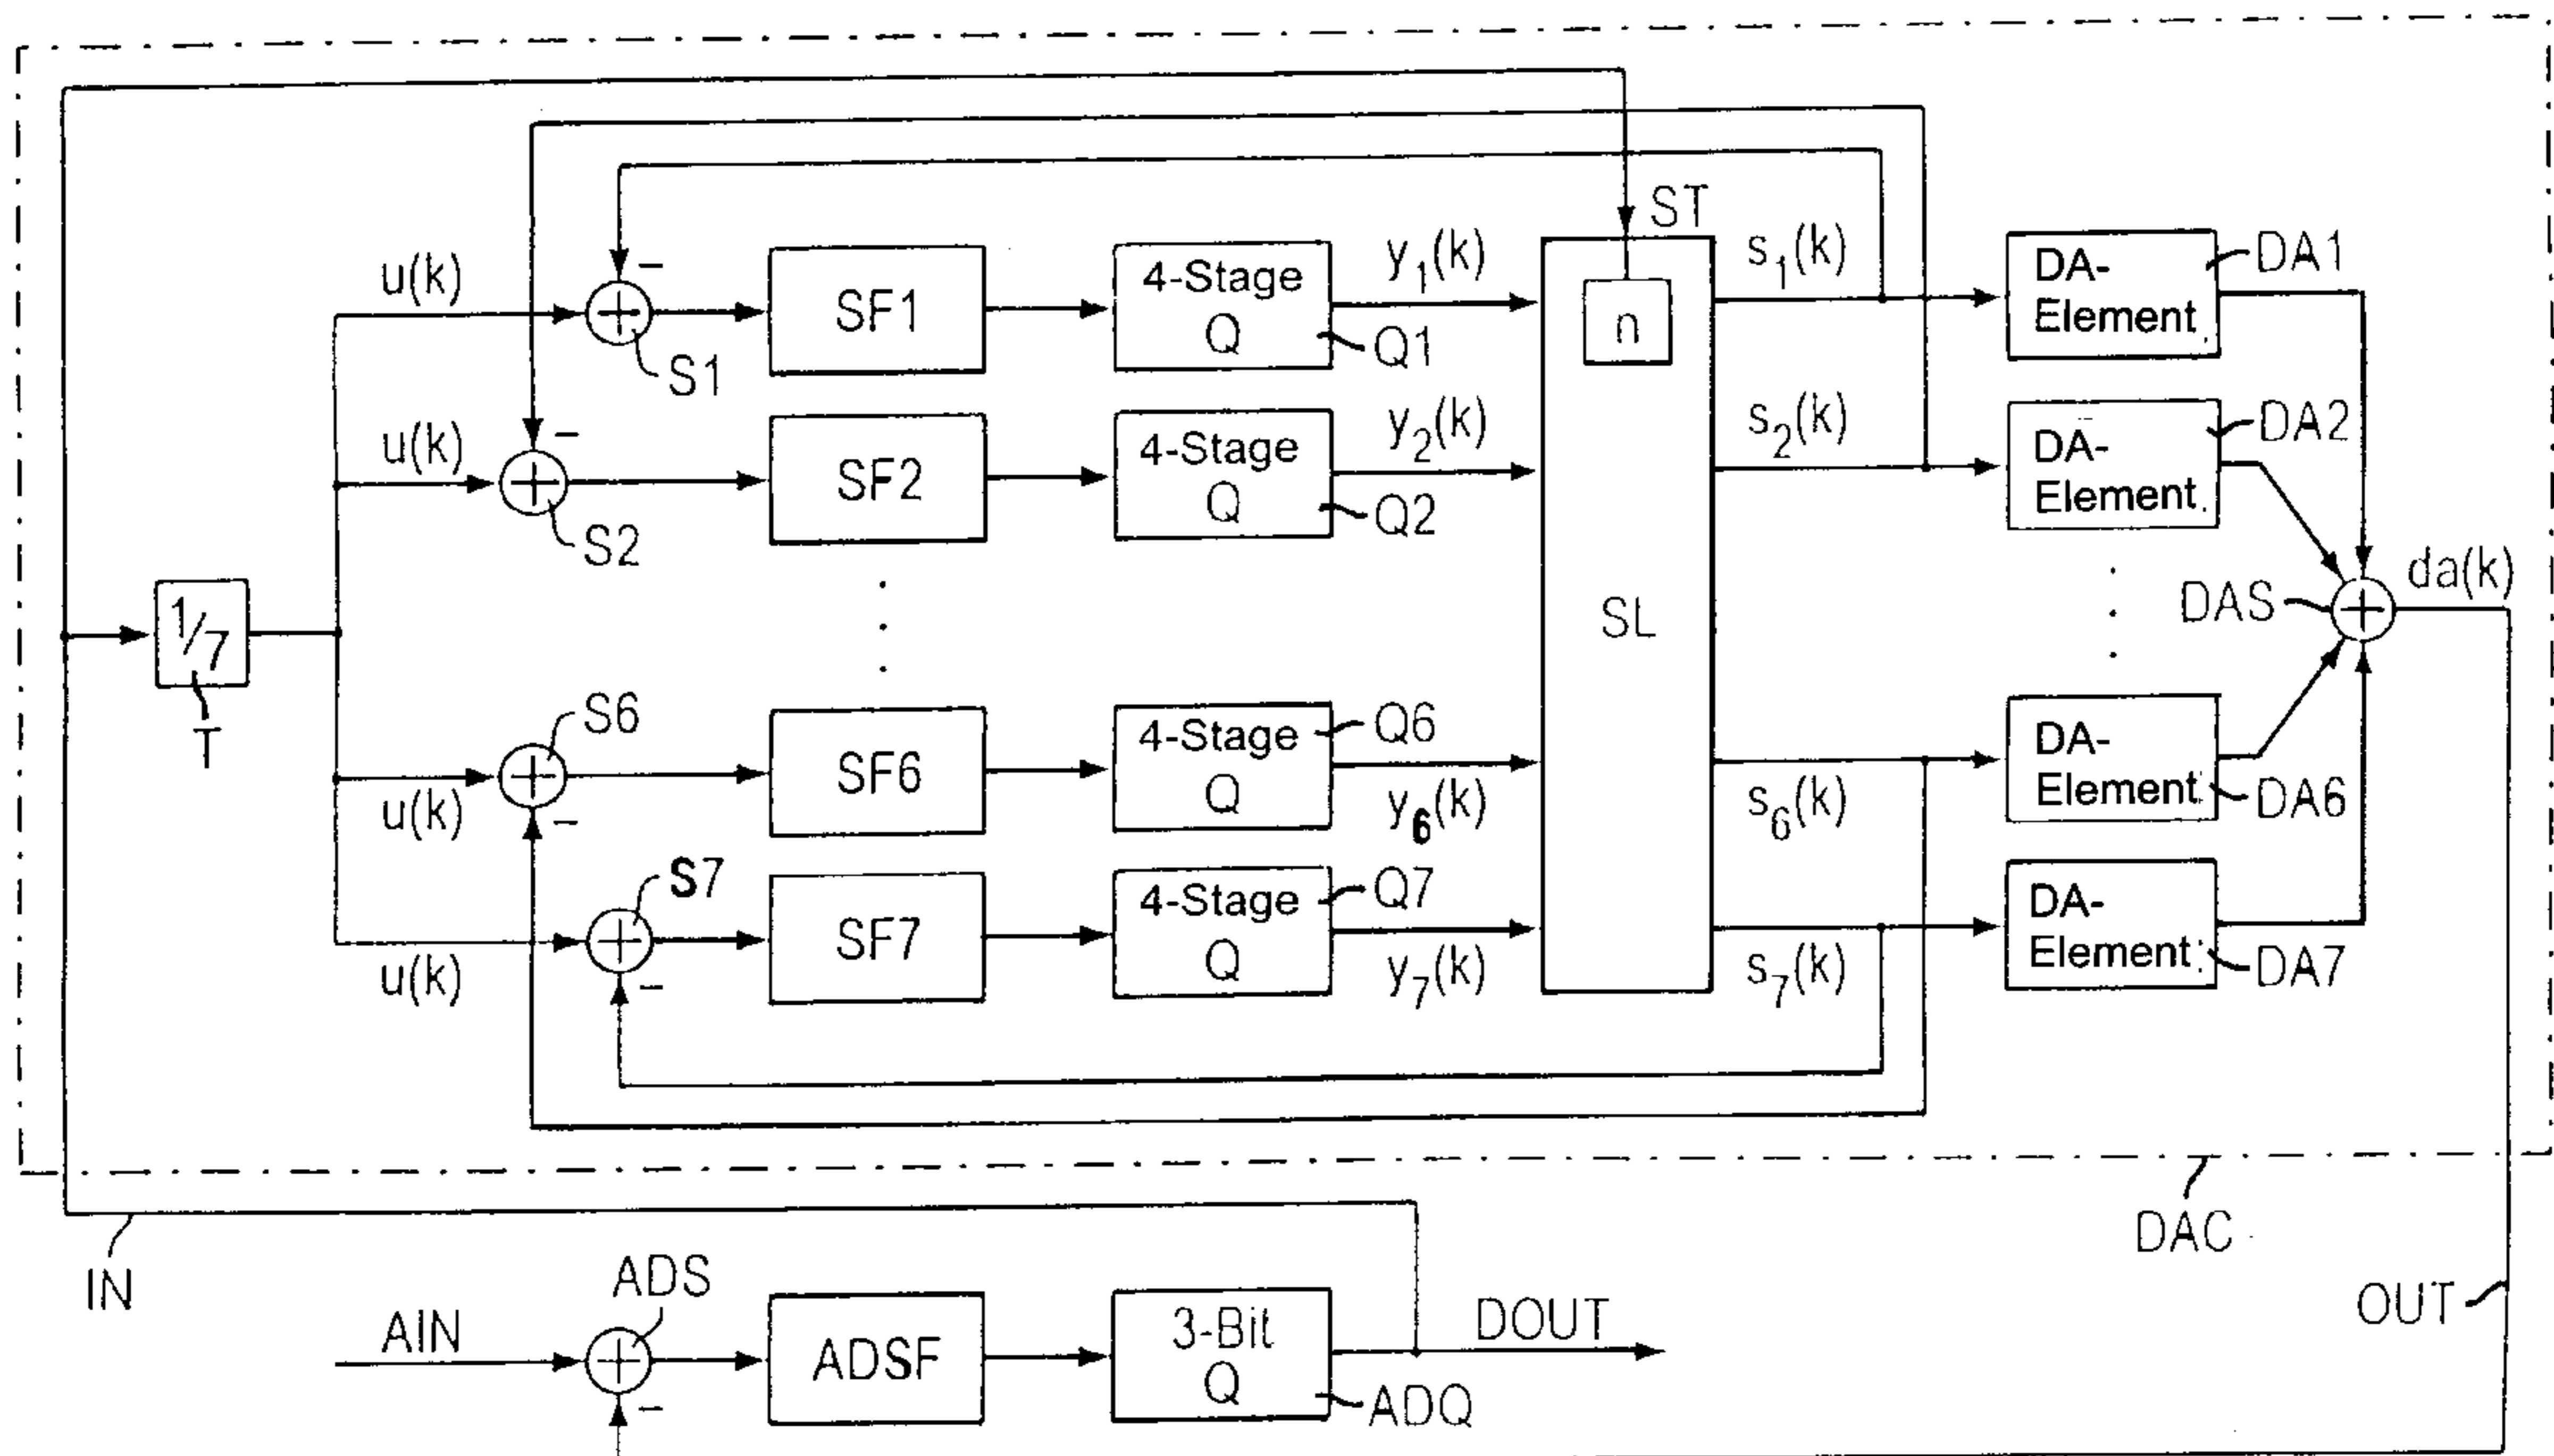 ST
u(k)
−
S1
SF1
4-Stage
Q
Q1
y1(k)
n
s1(k)
DA-
Element
DA1
u(k)
−
S2
SF2
4-Stage
Q
Q2
y2(k)
s2(k)
DA-
Element
DA2
1/7
T
SL
DAS
da(k)
u(k)
−
S6
SF6
4-Stage
Q
Q6
y6(k)
s6(k)
DA-
Element
DA6
u(k)
−
S7
SF7
4-Stage
Q
Q7
y7(k)
s7(k)
DA-
Element
DA7
DAC
IN
OUT
AIN
ADS
−
ADSF
3-Bit
Q
ADQ
DOUT